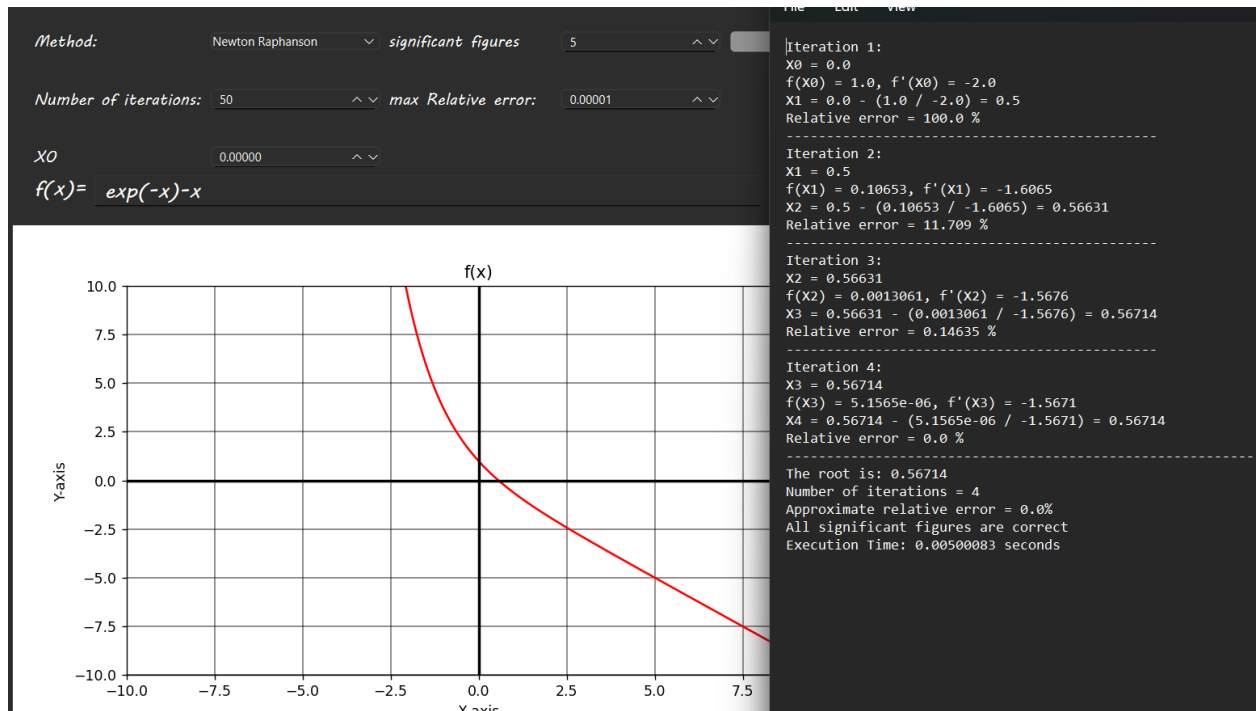 Method: Newton Raphanson significant figures 5
Number of iterations: 50 max Relative error: 0.00001
X0 0.00000
f(x)= exp(-x)-x
f(x)
10.0
7.5
5.0
2.5
0.0
−2.5
−5.0
−7.5
−10.0
Y-axis
−10.0 −7.5 −5.0 −2.5 0.0 2.5 5.0 7.5
X-axis
File Edit View
Iteration 1:
X0 = 0.0
f(X0) = 1.0, f'(X0) = -2.0
X1 = 0.0 - (1.0 / -2.0) = 0.5
Relative error = 100.0 %
----------------------------------------------
Iteration 2:
X1 = 0.5
f(X1) = 0.10653, f'(X1) = -1.6065
X2 = 0.5 - (0.10653 / -1.6065) = 0.56631
Relative error = 11.709 %
----------------------------------------------
Iteration 3:
X2 = 0.56631
f(X2) = 0.0013061, f'(X2) = -1.5676
X3 = 0.56631 - (0.0013061 / -1.5676) = 0.56714
Relative error = 0.14635 %
----------------------------------------------
Iteration 4:
X3 = 0.56714
f(X3) = 5.1565e-06, f'(X3) = -1.5671
X4 = 0.56714 - (5.1565e-06 / -1.5671) = 0.56714
Relative error = 0.0 %
----------------------------------------------------------
The root is: 0.56714
Number of iterations = 4
Approximate relative error = 0.0%
All significant figures are correct
Execution Time: 0.00500083 seconds